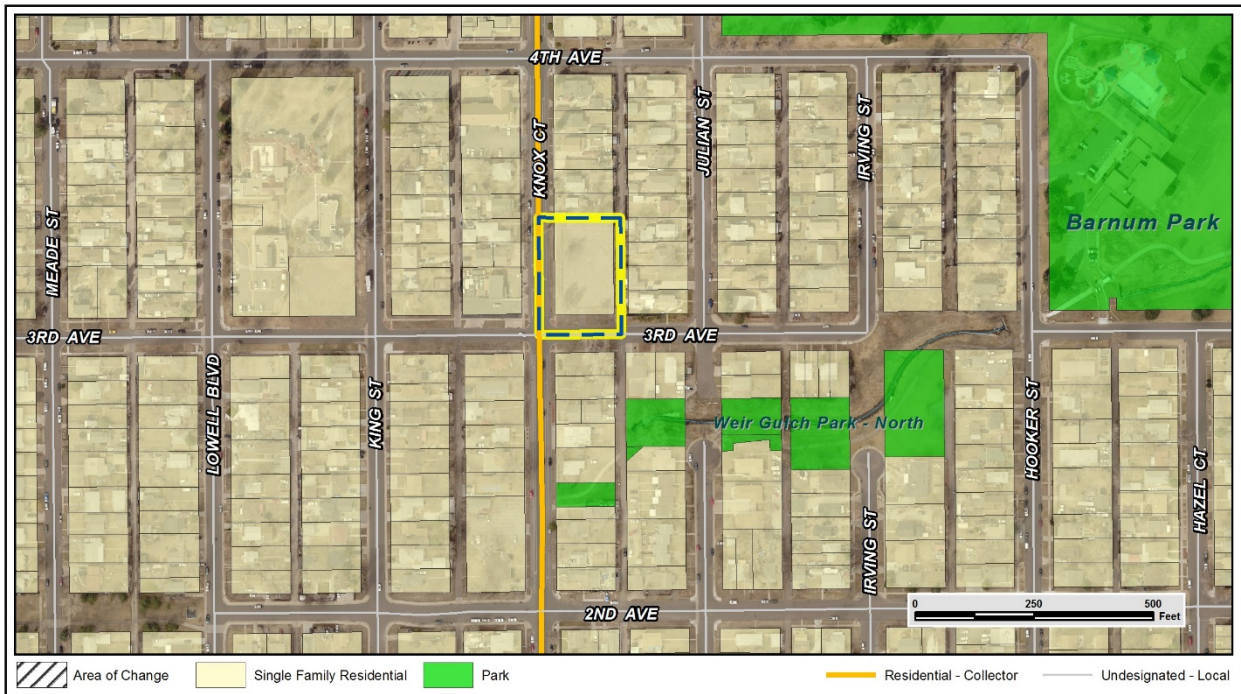 4TH AVE
KNOX CT
JULIAN ST
IRVING ST
Barnum Park
MEADE ST
3RD AVE
3RD AVE
LOWELL BLVD
KING ST
Weir Gulch Park - North
HOOKER ST
HAZEL CT
IRVING ST
2ND AVE
0 250 500
Feet
Area of Change
Single Family Residential
Park
Residential - Collector
Undesignated - Local